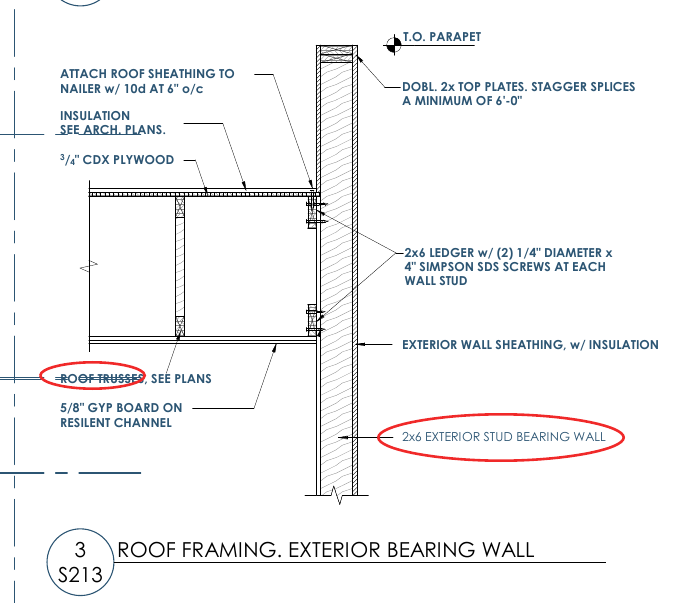 T.O. PARAPET
ATTACH ROOF SHEATHING TO
NAILER w/ 10d AT 6" o/c
DOBL. 2x TOP PLATES. STAGGER SPLICES
A MINIMUM OF 6'-0"
INSULATION
SEE ARCH. PLANS.
3/4" CDX PLYWOOD
2x6 LEDGER w/ (2) 1/4" DIAMETER x
4" SIMPSON SDS SCREWS AT EACH
WALL STUD
EXTERIOR WALL SHEATHING, w/ INSULATION
ROOF TRUSSES, SEE PLANS
5/8" GYP BOARD ON
RESILENT CHANNEL
2x6 EXTERIOR STUD BEARING WALL
3
S213
ROOF FRAMING. EXTERIOR BEARING WALL